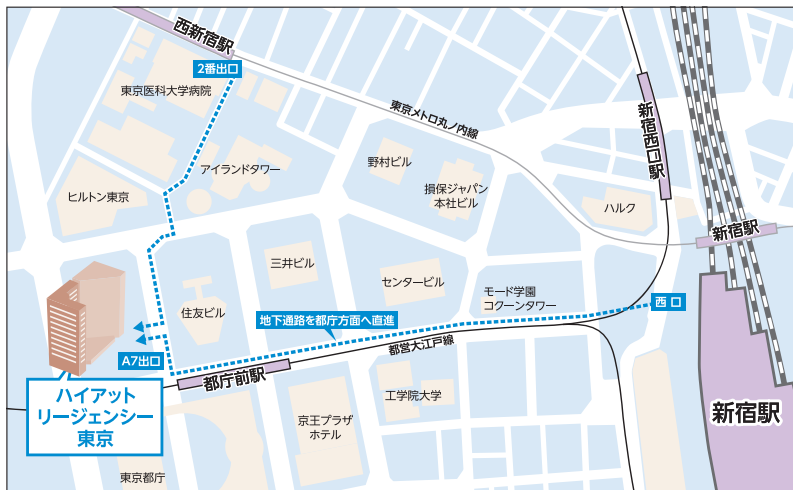 西新宿駅
2番出口
東京医科大学病院
東京メトロ丸ノ内線
新宿西口駅
アイランドタワー
野村ビル
損保ジャパン
本社ビル
ヒルトン東京
ハルク
新宿駅
三井ビル
センタービル
住友ビル
モード学園
コクーンタワー
西口
地下通路を都庁方面へ直進
A7出口
都営大江戸線
都庁前駅
ハイアット
リージェンシー
東京
工学院大学
京王プラザ
ホテル
新宿駅
東京都庁